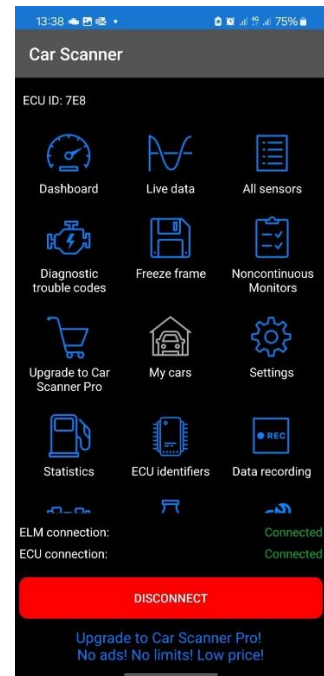 13:38
75%
Car Scanner
ECU ID: 7E8
Dashboard
Live data
All sensors
Diagnostic
trouble codes
Freeze frame
Noncontinuous
Monitors
Upgrade to Car
Scanner Pro
My cars
Settings
Statistics
ECU identifiers
REC
Data recording
ELM connection: Connected
ECU connection: Connected
DISCONNECT
Upgrade to Car Scanner Pro!
No ads! No limits! Low price!